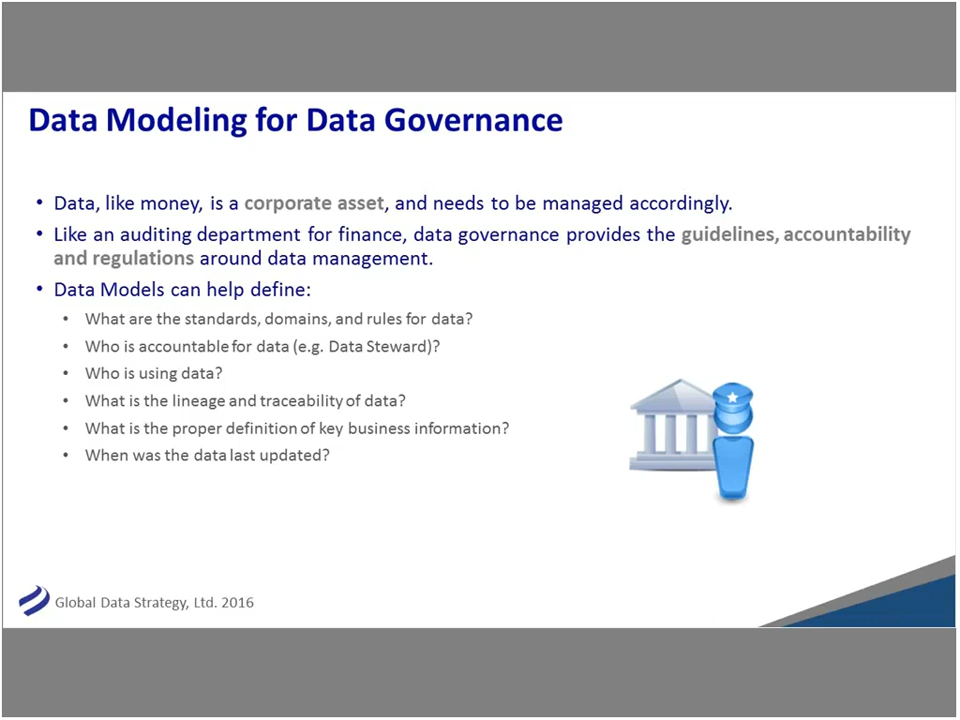 Data Modeling for Data Governance
• Data, like money, is a corporate asset, and needs to be managed accordingly.
• Like an auditing department for finance, data governance provides the guidelines, accountability
and regulations around data management.
• Data Models can help define:
• What are the standards, domains, and rules for data?
• Who is accountable for data (e.g. Data Steward)?
• Who is using data?
• What is the lineage and traceability of data?
• What is the proper definition of key business information?
• When was the data last updated?
Global Data Strategy, Ltd. 2016